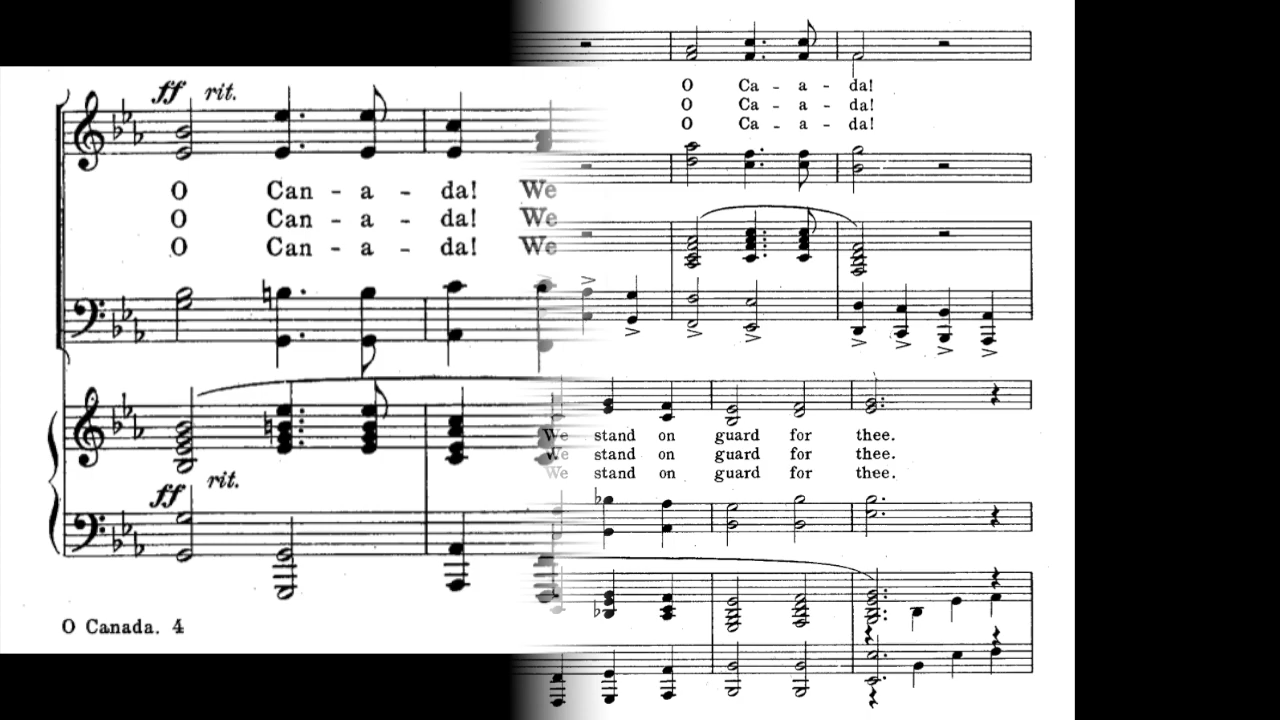 ff rit.
O Can - a - da! We
O Can - a - da! We
O Can - a - da! We
rit.
ff
O Canada. 4
O Ca - a - da!
O Ca - a - da!
O Ca - a - da!
We stand on guard for thee.
We stand on guard for thee.
We stand on guard for thee.